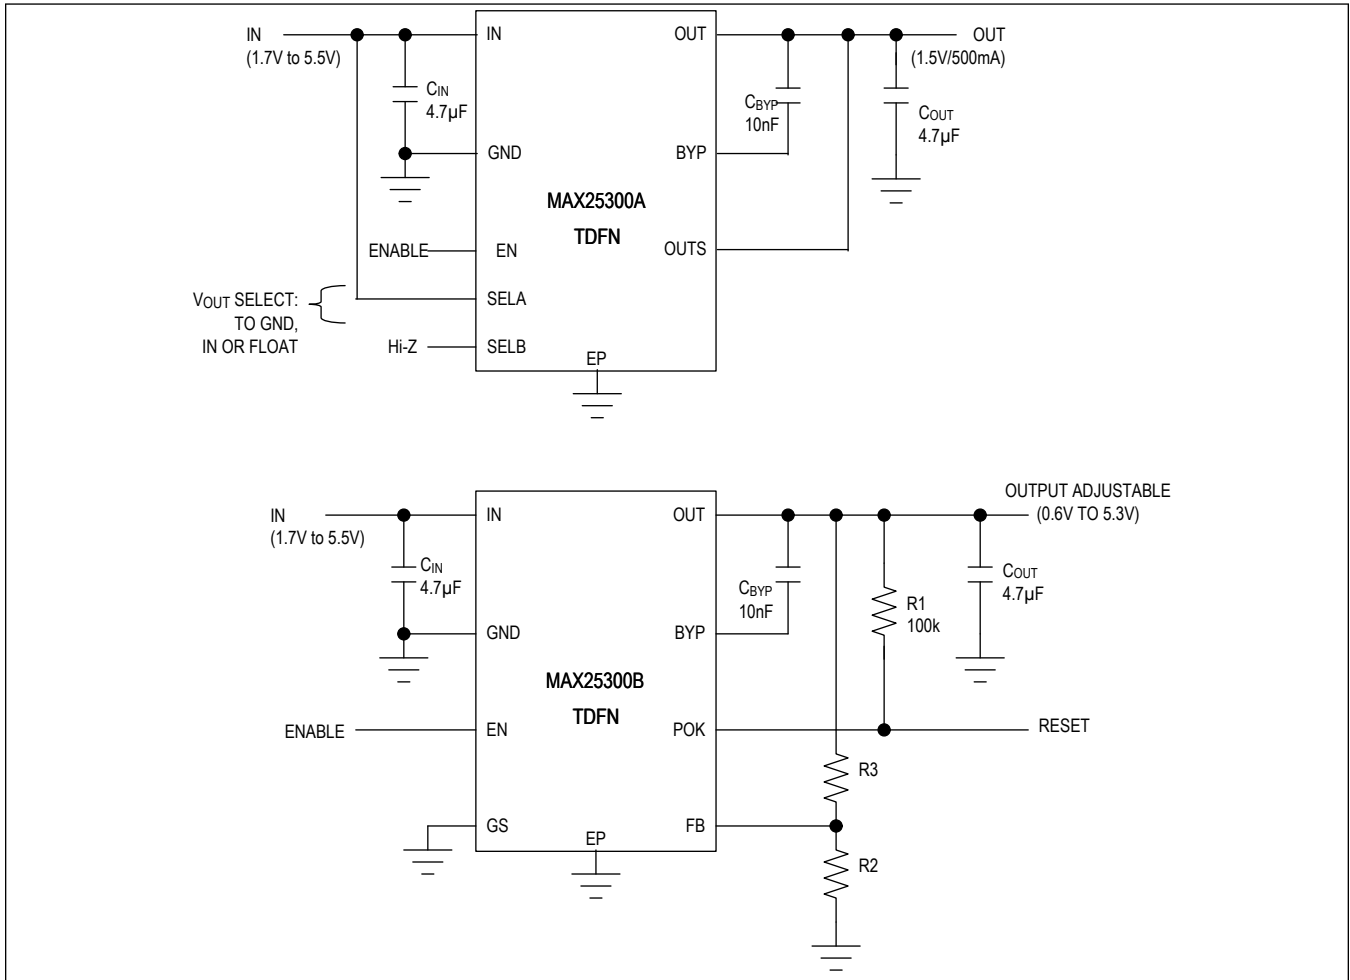 IN
(1.7V to 5.5V)
CIN
4.7µF
IN
GND
EN
SELA
SELB
OUT
BYP
OUTS
EP
MAX25300A
TDFN
ENABLE
VOUT SELECT:
TO GND,
IN OR FLOAT
Hi-Z
CBYP
10nF
COUT
4.7µF
OUT
(1.5V/500mA)
IN
(1.7V to 5.5V)
CIN
4.7µF
IN
GND
EN
GS
OUT
BYP
POK
FB
EP
MAX25300B
TDFN
ENABLE
CBYP
10nF
R1
100k
COUT
4.7µF
OUTPUT ADJUSTABLE
(0.6V TO 5.3V)
RESET
R3
R2